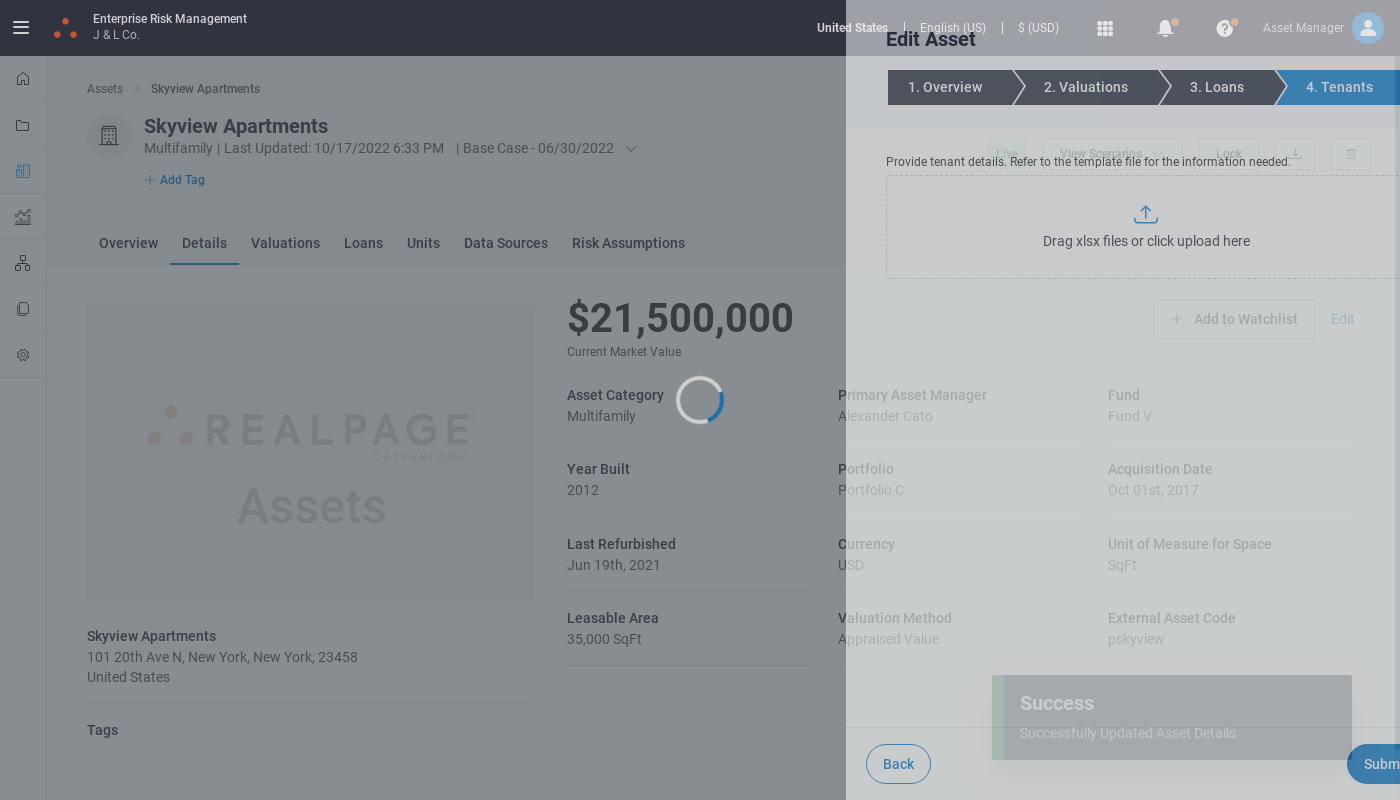 Enterprise Risk Management
J & L Co.
United States
English (US)
$ (USD)
Asset Manager
Edit Asset
1. Overview
2. Valuations
3. Loans
4. Tenants
Assets
Skyview Apartments
Skyview Apartments
Multifamily | Last Updated: 10/17/2022 6:33 PM | Base Case - 06/30/2022
Add Tag
Live
View Scenarios
Lock
Provide tenant details. Refer to the template file for the information needed.
Drag xlsx files or click upload here
Overview
Details
Valuations
Loans
Units
Data Sources
Risk Assumptions
$21,500,000
Current Market Value
Add to Watchlist
Edit
REALPAGE
OUTPERFORM
Assets
Asset Category
Multifamily
Primary Asset Manager
Alexander Cato
Fund
Fund V
Year Built
2012
Portfolio
Portfolio C
Acquisition Date
Oct 01st, 2017
Last Refurbished
Jun 19th, 2021
Currency
USD
Unit of Measure for Space
SqFt
Leasable Area
35,000 SqFt
Valuation Method
Appraised Value
External Asset Code
pskyview
Skyview Apartments
101 20th Ave N, New York, New York, 23458
United States
Tags
Success
Successfully Updated Asset Details
Back
Subm